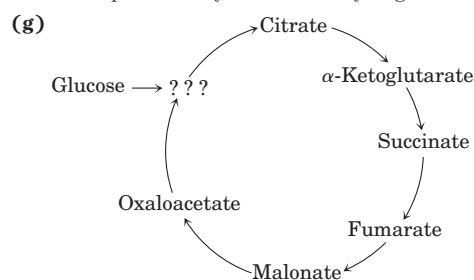 (g)
Citrate
Glucose
? ? ?
α-Ketoglutarate
Succinate
Oxaloacetate
Fumarate
Malonate